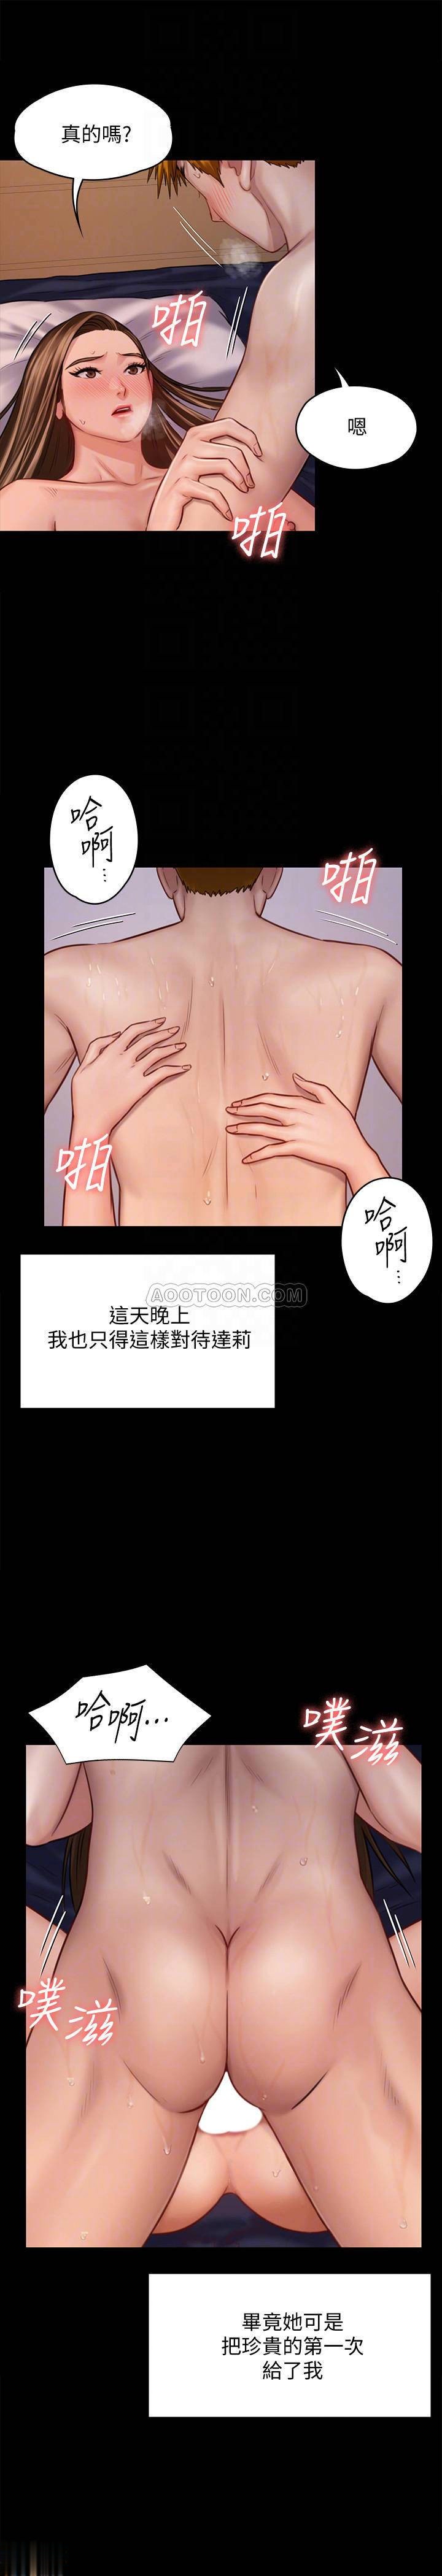 真的嗎?
啪
嗯
啪
哈
啊…
啪
啪
哈
啊…
AOOTOON.COM
這天晚上
我也只得這樣對待達莉
哈啊…
噗滋
噗滋
畢竟她可是
把珍貴的第一次
給了我